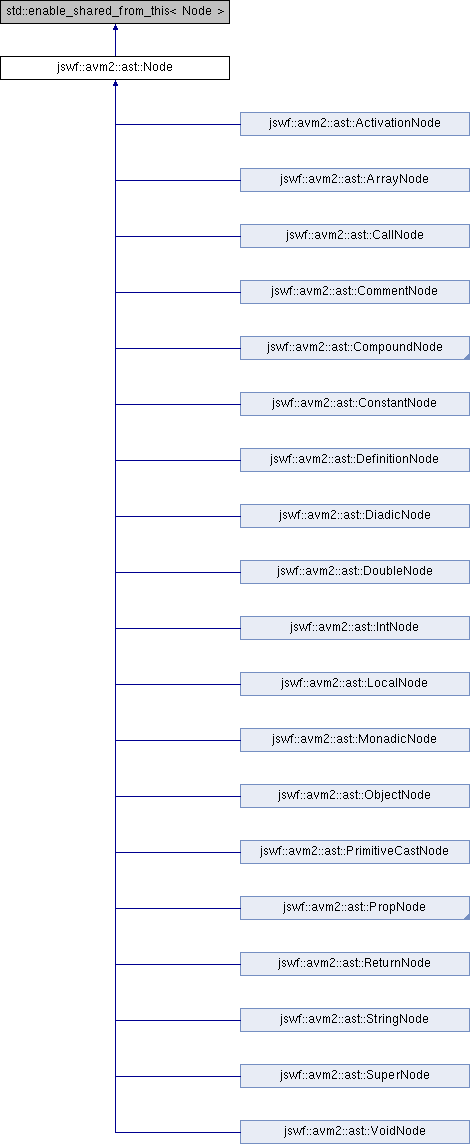 std::enable_shared_from_this< Node >
jswf::avm2::ast::Node
jswf::avm2::ast::ActivationNode
jswf::avm2::ast::ArrayNode
jswf::avm2::ast::CallNode
jswf::avm2::ast::CommentNode
jswf::avm2::ast::CompoundNode
jswf::avm2::ast::ConstantNode
jswf::avm2::ast::DefinitionNode
jswf::avm2::ast::DiadicNode
jswf::avm2::ast::DoubleNode
jswf::avm2::ast::IntNode
jswf::avm2::ast::LocalNode
jswf::avm2::ast::MonadicNode
jswf::avm2::ast::ObjectNode
jswf::avm2::ast::PrimitiveCastNode
jswf::avm2::ast::PropNode
jswf::avm2::ast::ReturnNode
jswf::avm2::ast::StringNode
jswf::avm2::ast::SuperNode
jswf::avm2::ast::VoidNode